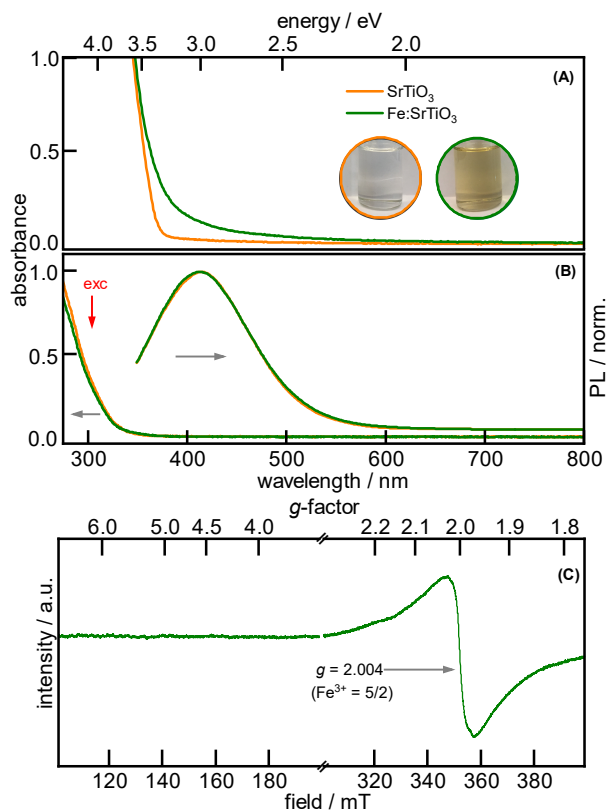 energy / eV
4.0 3.5 3.0 2.5 2.0
(A)
SrTiO₃
Fe:SrTiO₃
0.5
0.0
absorbance
(B)
exc
1.0
0.5
0.0
PL / norm.
300 400 500 600 700 800
wavelength / nm
g-factor
6.0 5.0 4.5 4.0 2.2 2.1 2.0 1.9 1.8
(C)
intensity / a.u.
g = 2.004
(Fe³⁺ = 5/2)
120 140 160 180 320 340 360 380
field / mT